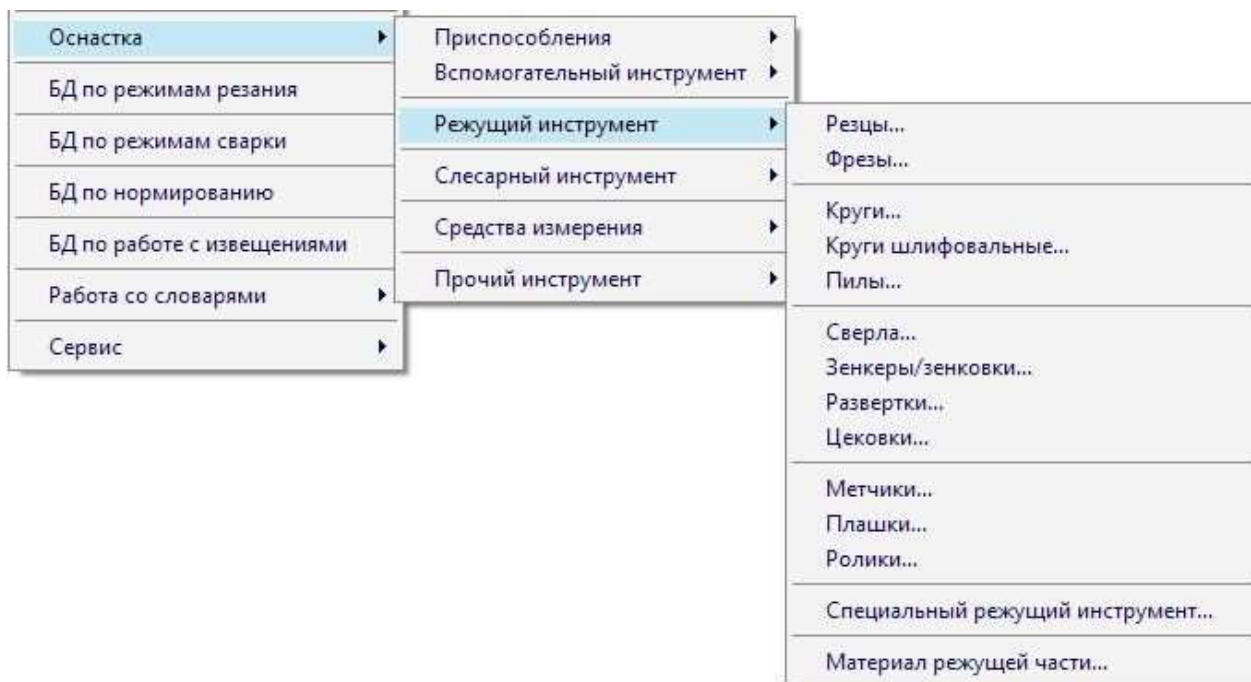 Оснастка
БД по режимам резания
БД по режимам сварки
БД по нормированию
БД по работе с извещениями
Работа со словарями
Сервис
Приспособления
Вспомогательный инструмент
Режущий инструмент
Слесарный инструмент
Средства измерения
Прочий инструмент
Резцы...
Фрезы...
Круги...
Круги шлифовальные...
Пилы...
Сверла...
Зенкеры/зенковки...
Развертки...
Цековки...
Метчики...
Плашки...
Ролики...
Специальный режущий инструмент...
Материал режущей части...